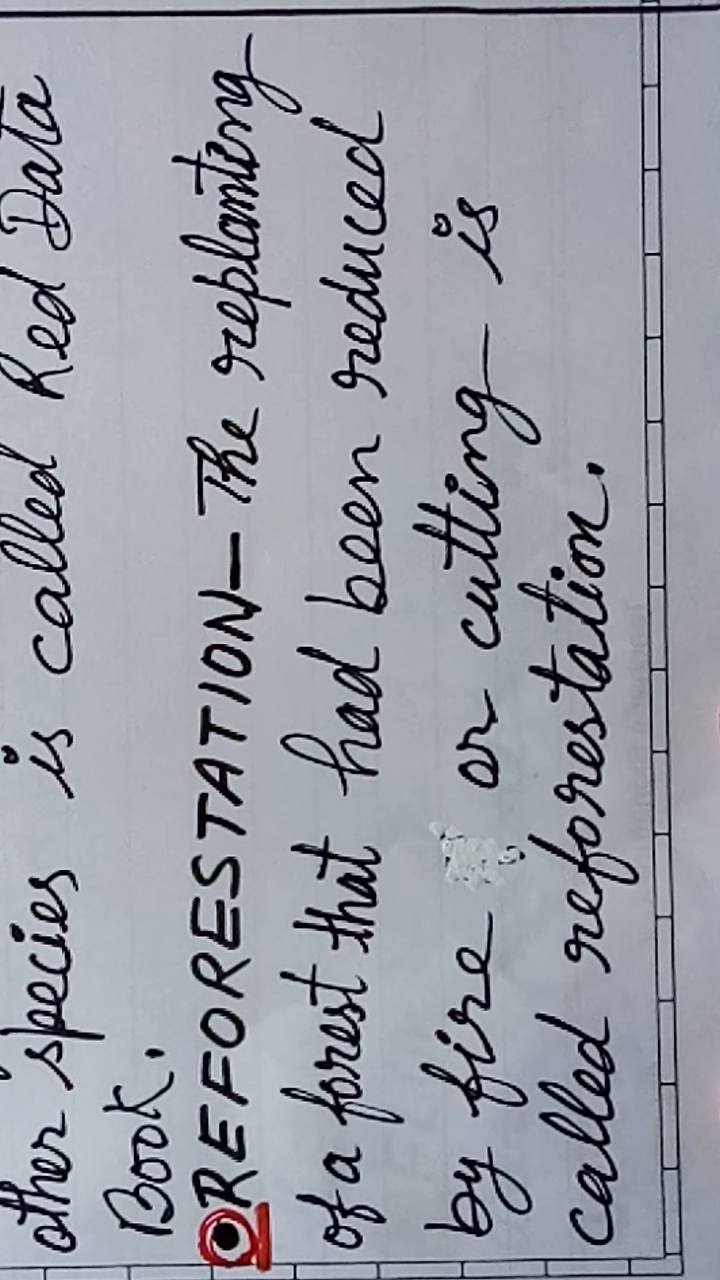 other species is called Red Data
Book.
REFORESTATION— The replanting
of a forest that had been reduced
by fire or cutting is
called reforestation.